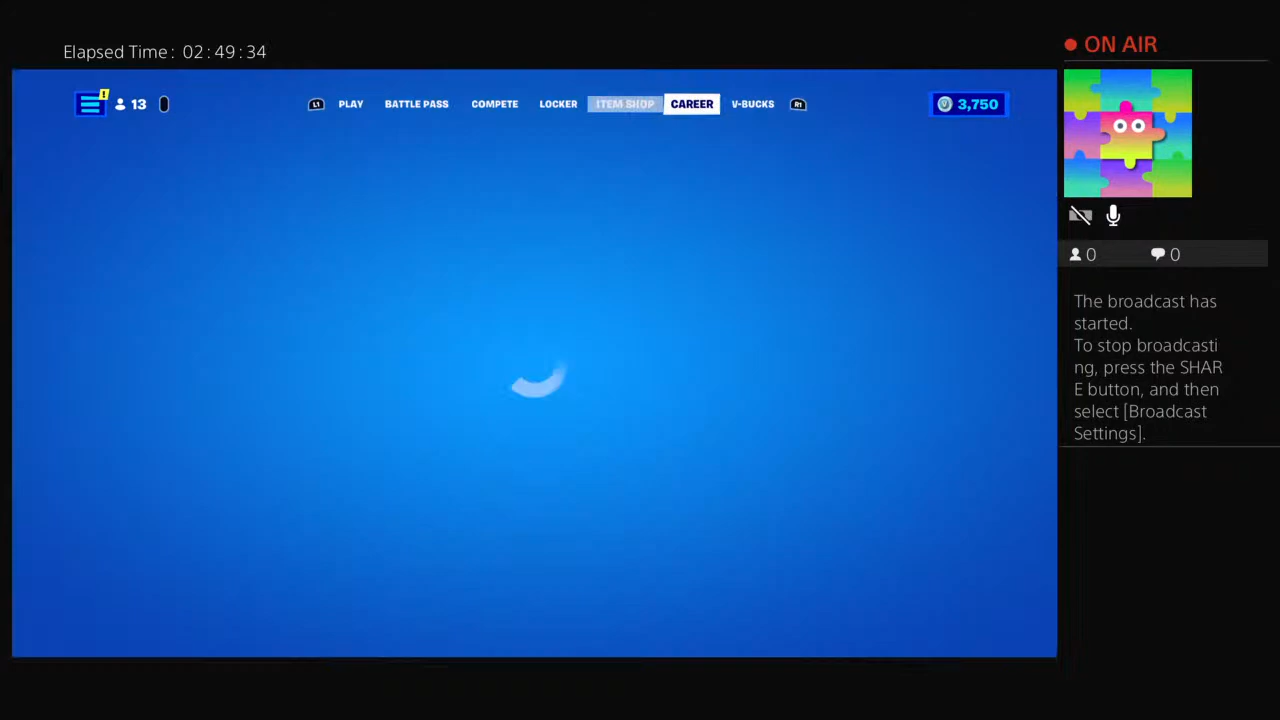 Elapsed Time: 02:49:34
ON AIR
! 13 L1 PLAY BATTLE PASS COMPETE LOCKER ITEM SHOP CAREER V-BUCKS R1 V 3,750
0 0
The broadcast has
started.
To stop broadcasti
ng, press the SHAR
E button, and then
select [Broadcast
Settings].